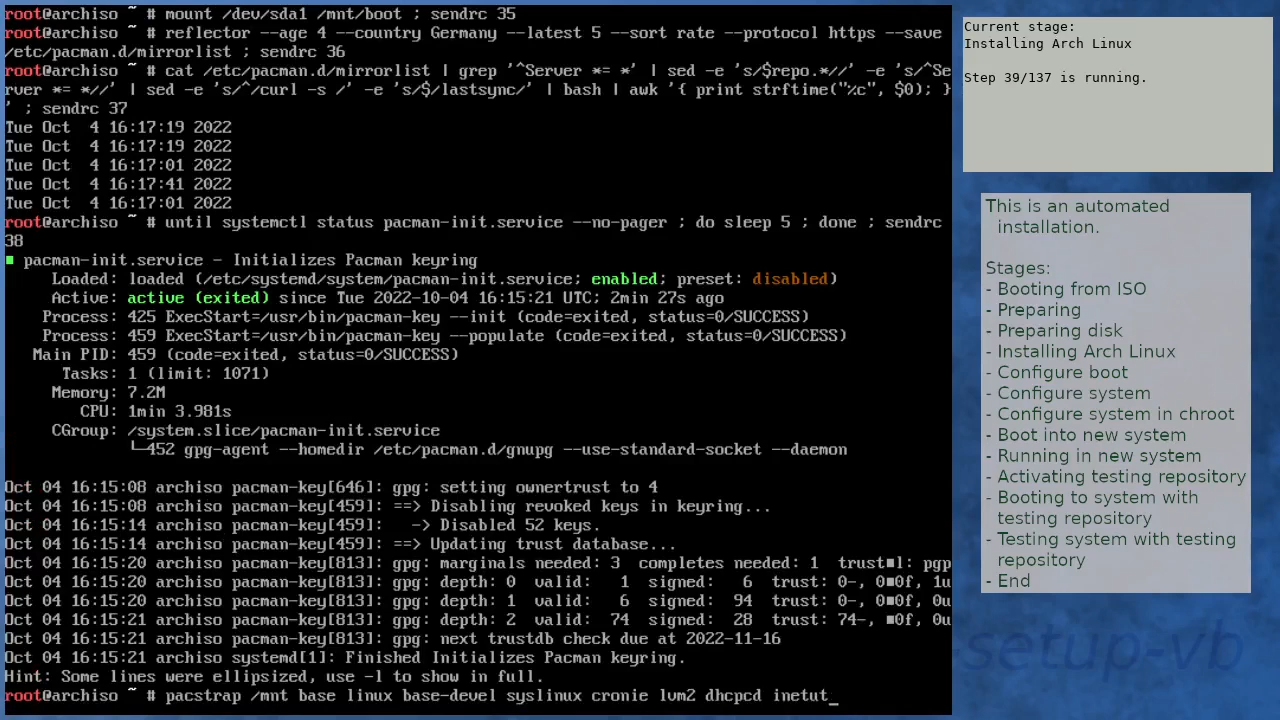 root@archiso ~ # mount /dev/sda1 /mnt/boot ; sendrc 35
root@archiso ~ # reflector --age 4 --country Germany --latest 5 --sort rate --protocol https --save
/etc/pacman.d/mirrorlist ; sendrc 36
root@archiso ~ # cat /etc/pacman.d/mirrorlist | grep '^Server *= *' | sed -e 's/$repo.*//' -e 's/^Se
rver *= *//' | sed -e 's/^/curl -s /' -e 's/$/lastsync/' | bash | awk '{ print strftime("%c", $0); }
' ; sendrc 37
Tue Oct  4 16:17:19 2022
Tue Oct  4 16:17:19 2022
Tue Oct  4 16:17:01 2022
Tue Oct  4 16:17:41 2022
Tue Oct  4 16:17:01 2022
root@archiso ~ # until systemctl status pacman-init.service --no-pager ; do sleep 5 ; done ; sendrc
38
■ pacman-init.service - Initializes Pacman keyring
Loaded: loaded (/etc/systemd/system/pacman-init.service; enabled; preset: disabled)
Active: active (exited) since Tue 2022-10-04 16:15:21 UTC; 2min 27s ago
Process: 425 ExecStart=/usr/bin/pacman-key --init (code=exited, status=0/SUCCESS)
Process: 459 ExecStart=/usr/bin/pacman-key --populate (code=exited, status=0/SUCCESS)
Main PID: 459 (code=exited, status=0/SUCCESS)
Tasks: 1 (limit: 1071)
Memory: 7.2M
CPU: 1min 3.981s
CGroup: /system.slice/pacman-init.service
└─452 gpg-agent --homedir /etc/pacman.d/gnupg --use-standard-socket --daemon
Oct 04 16:15:08 archiso pacman-key[646]: gpg: setting ownertrust to 4
Oct 04 16:15:08 archiso pacman-key[459]: ==> Disabling revoked keys in keyring...
Oct 04 16:15:14 archiso pacman-key[459]:   -> Disabled 52 keys.
Oct 04 16:15:14 archiso pacman-key[459]: ==> Updating trust database...
Oct 04 16:15:20 archiso pacman-key[813]: gpg: marginals needed: 3  completes needed: 1  trust■l: pgp
Oct 04 16:15:20 archiso pacman-key[813]: gpg: depth: 0  valid:   1  signed:   6  trust: 0-, 0■0f, 1u
Oct 04 16:15:20 archiso pacman-key[813]: gpg: depth: 1  valid:   6  signed:  94  trust: 0-, 0■0f, 0u
Oct 04 16:15:21 archiso pacman-key[813]: gpg: depth: 2  valid:  74  signed:  28  trust: 74-, ■0f, 0u
Oct 04 16:15:21 archiso pacman-key[813]: gpg: next trustdb check due at 2022-11-16
Oct 04 16:15:21 archiso systemd[1]: Finished Initializes Pacman keyring.
Hint: Some lines were ellipsized, use -l to show in full.
root@archiso ~ # pacstrap /mnt base linux base-devel syslinux cronie lvm2 dhcpcd inetut_
Current stage:
Installing Arch Linux
Step 39/137 is running.
This is an automated
installation.
Stages:
- Booting from ISO
- Preparing
- Preparing disk
- Installing Arch Linux
- Configure boot
- Configure system
- Configure system in chroot
- Boot into new system
- Running in new system
- Activating testing repository
- Booting to system with
testing repository
- Testing system with testing
repository
- End
-setup-vb